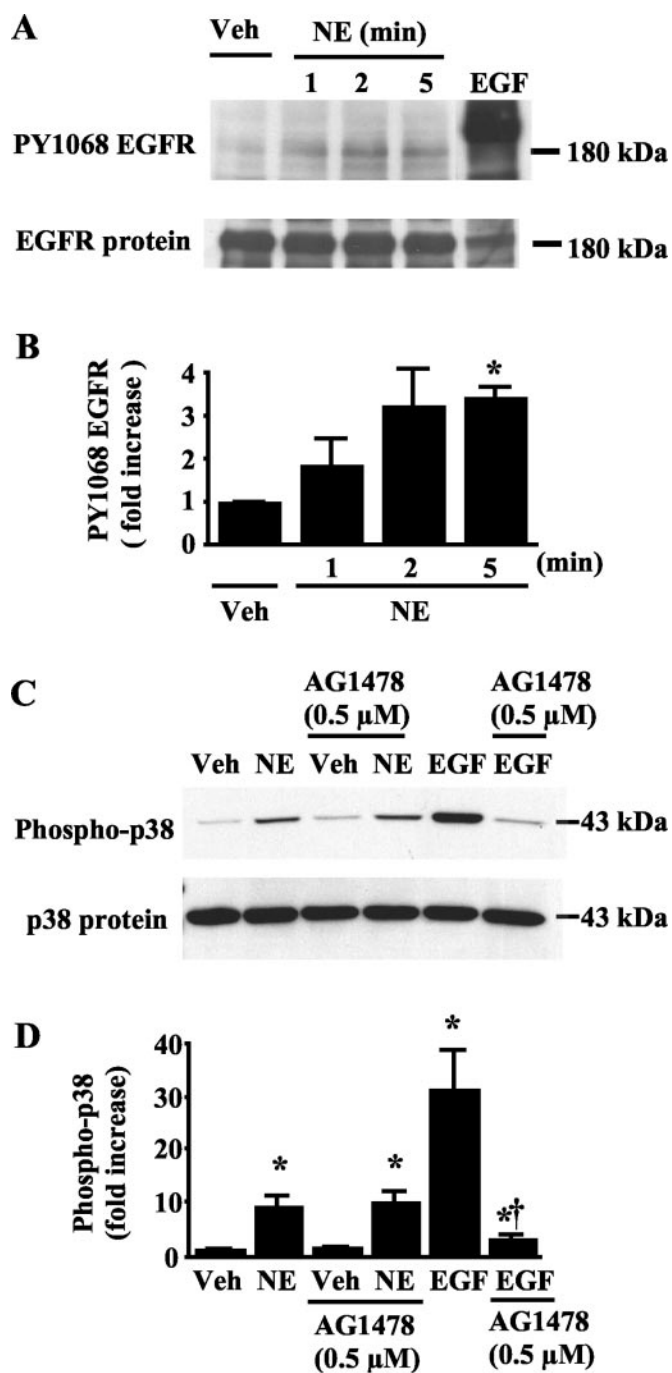 A
Veh
NE (min)
1 2 5 EGF
PY1068 EGFR
180 kDa
EGFR protein
180 kDa
B
PY1068 EGFR
( fold increase )
4
3
2
1
0
*
1 2 5 (min)
Veh NE
C
AG1478
(0.5 µM)
AG1478
(0.5 µM)
Veh NE Veh NE EGF EGF
Phospho-p38
43 kDa
p38 protein
43 kDa
D
Phospho-p38
(fold increase)
40
30
20
10
0
* * * *†
Veh NE Veh NE EGF EGF
AG1478
(0.5 µM)
AG1478
(0.5 µM)